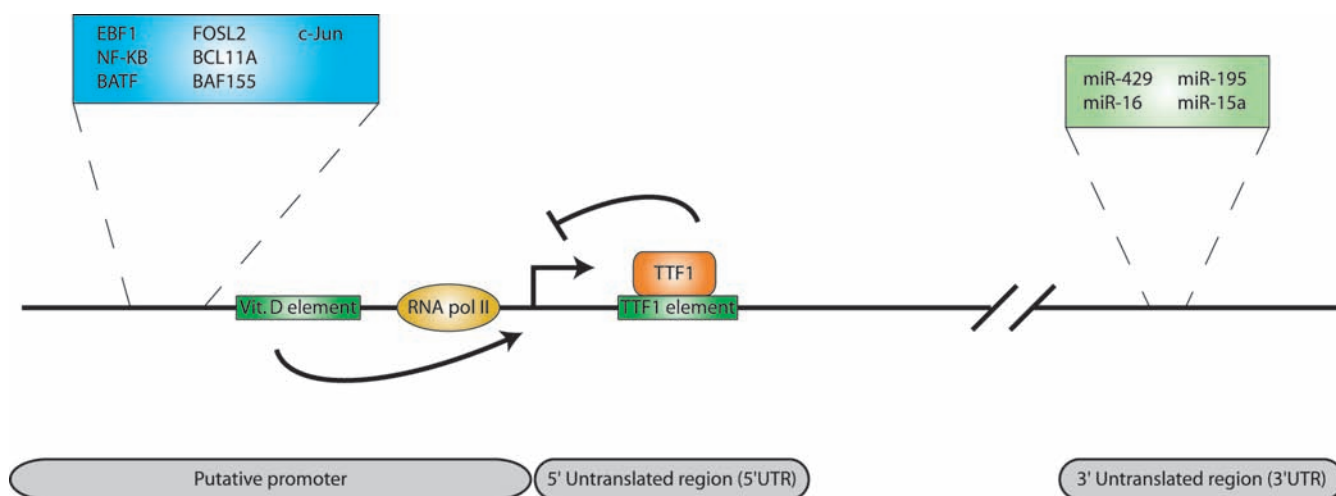 EBF1 FOSL2 c-Jun
NF-KB BCL11A
BATF BAF155
miR-429 miR-195
miR-16 miR-15a
TTF1
Vit. D element RNA pol II TTF1 element
Putative promoter 5' Untranslated region (5'UTR) 3' Untranslated region (3'UTR)